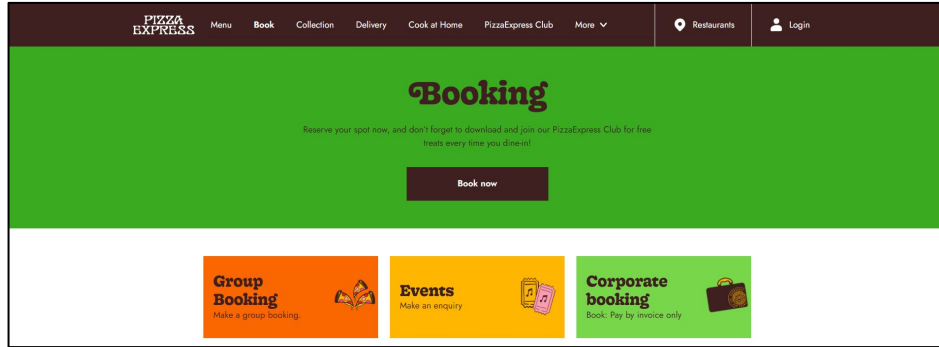 PIZZA
EXPRESS
Menu
Book
Collection
Delivery
Cook at Home
PizzaExpress Club
More
Restaurants
Login
Booking
Reserve your spot now, and don't forget to download and join our PizzaExpress Club for free
treats every time you dine-in!
Book now
Group
Booking
Make a group booking.
Events
Make an enquiry
Corporate
booking
Book: Pay by invoice only